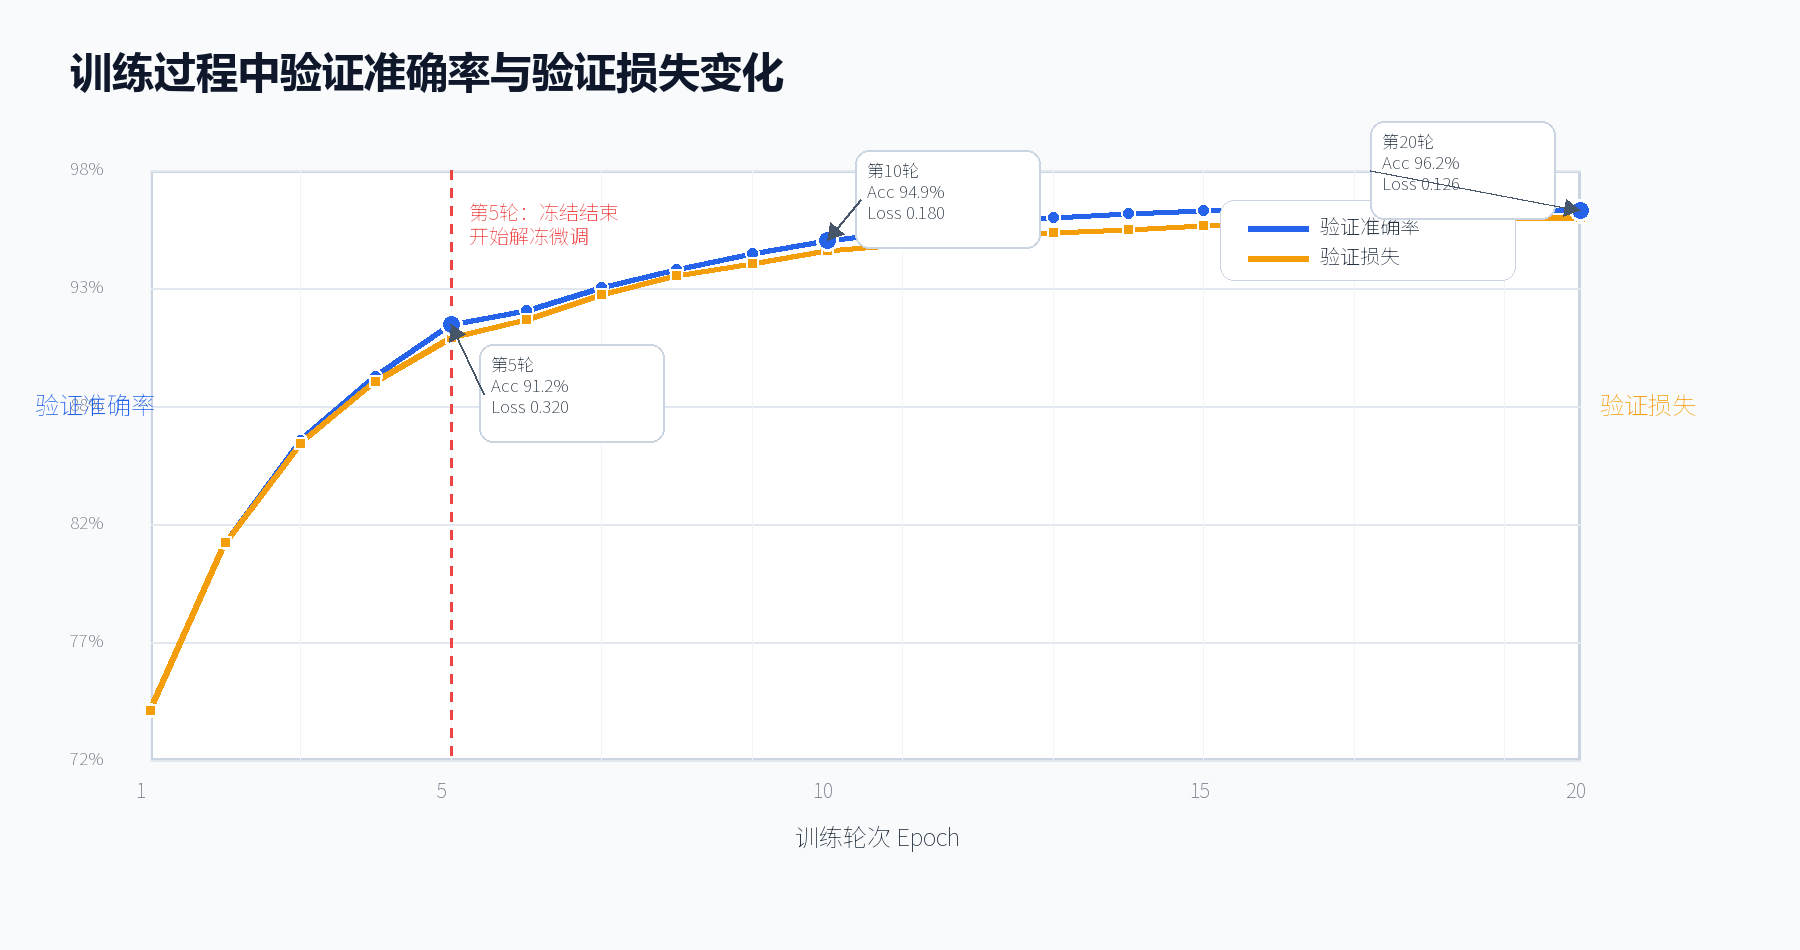 训练过程中验证准确率与验证损失变化
第20轮
Acc 96.2%
Loss 0.126
第10轮
Acc 94.9%
Loss 0.180
98%
第5轮：冻结结束
开始解冻微调
验证准确率
验证损失
93%
第5轮
Acc 91.2%
Loss 0.320
88%
验证准确率
验证损失
82%
77%
72%
1
5
10
15
20
训练轮次 Epoch